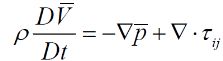 ρ DV̅/Dt = −∇p̅ + ∇ · τ_ij